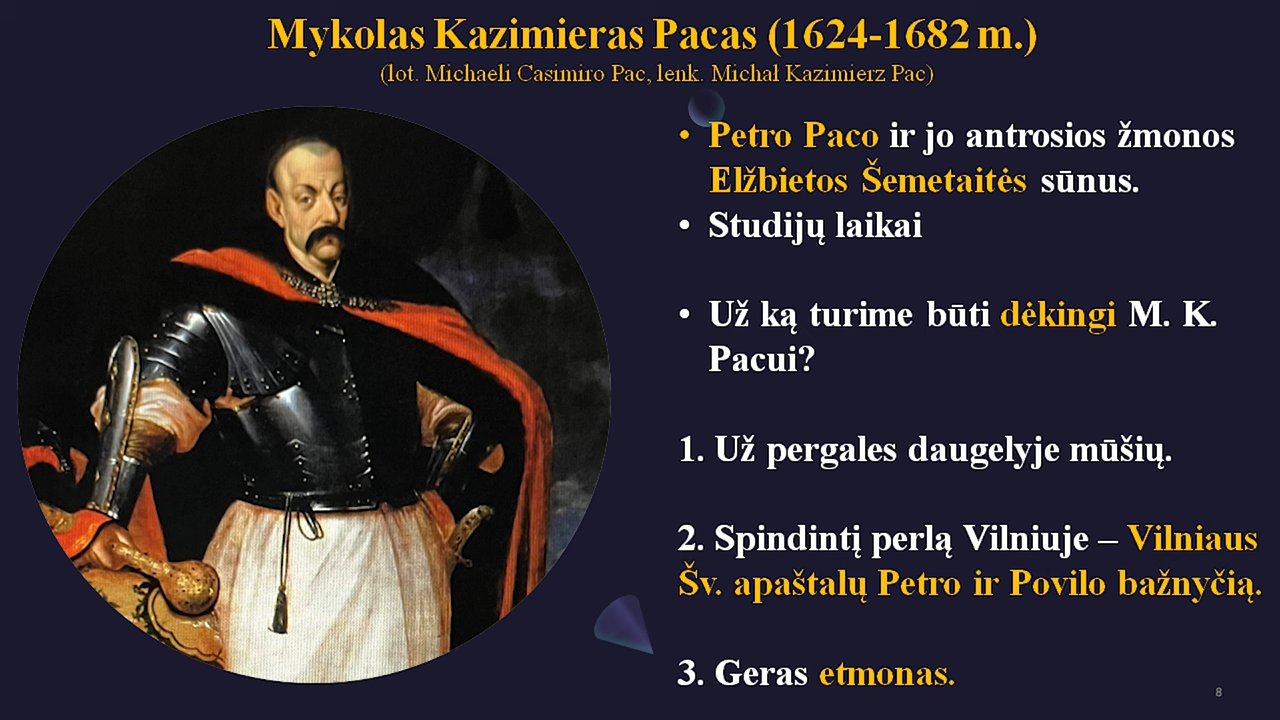 Mykolas Kazimieras Pacas (1624-1682 m.)
(lot. Michaeli Casimiro Pac, lenk. Michał Kazimierz Pac)
• Petro Paco ir jo antrosios žmonos
Elžbietos Šemetaitės sūnus.
• Studijų laikai
• Už ką turime būti dėkingi M. K.
Pacui?
1. Už pergales daugelyje mūšių.
2. Spindintį perlą Vilniuje – Vilniaus
Šv. apaštalų Petro ir Povilo bažnyčią.
3. Geras etmonas.
8